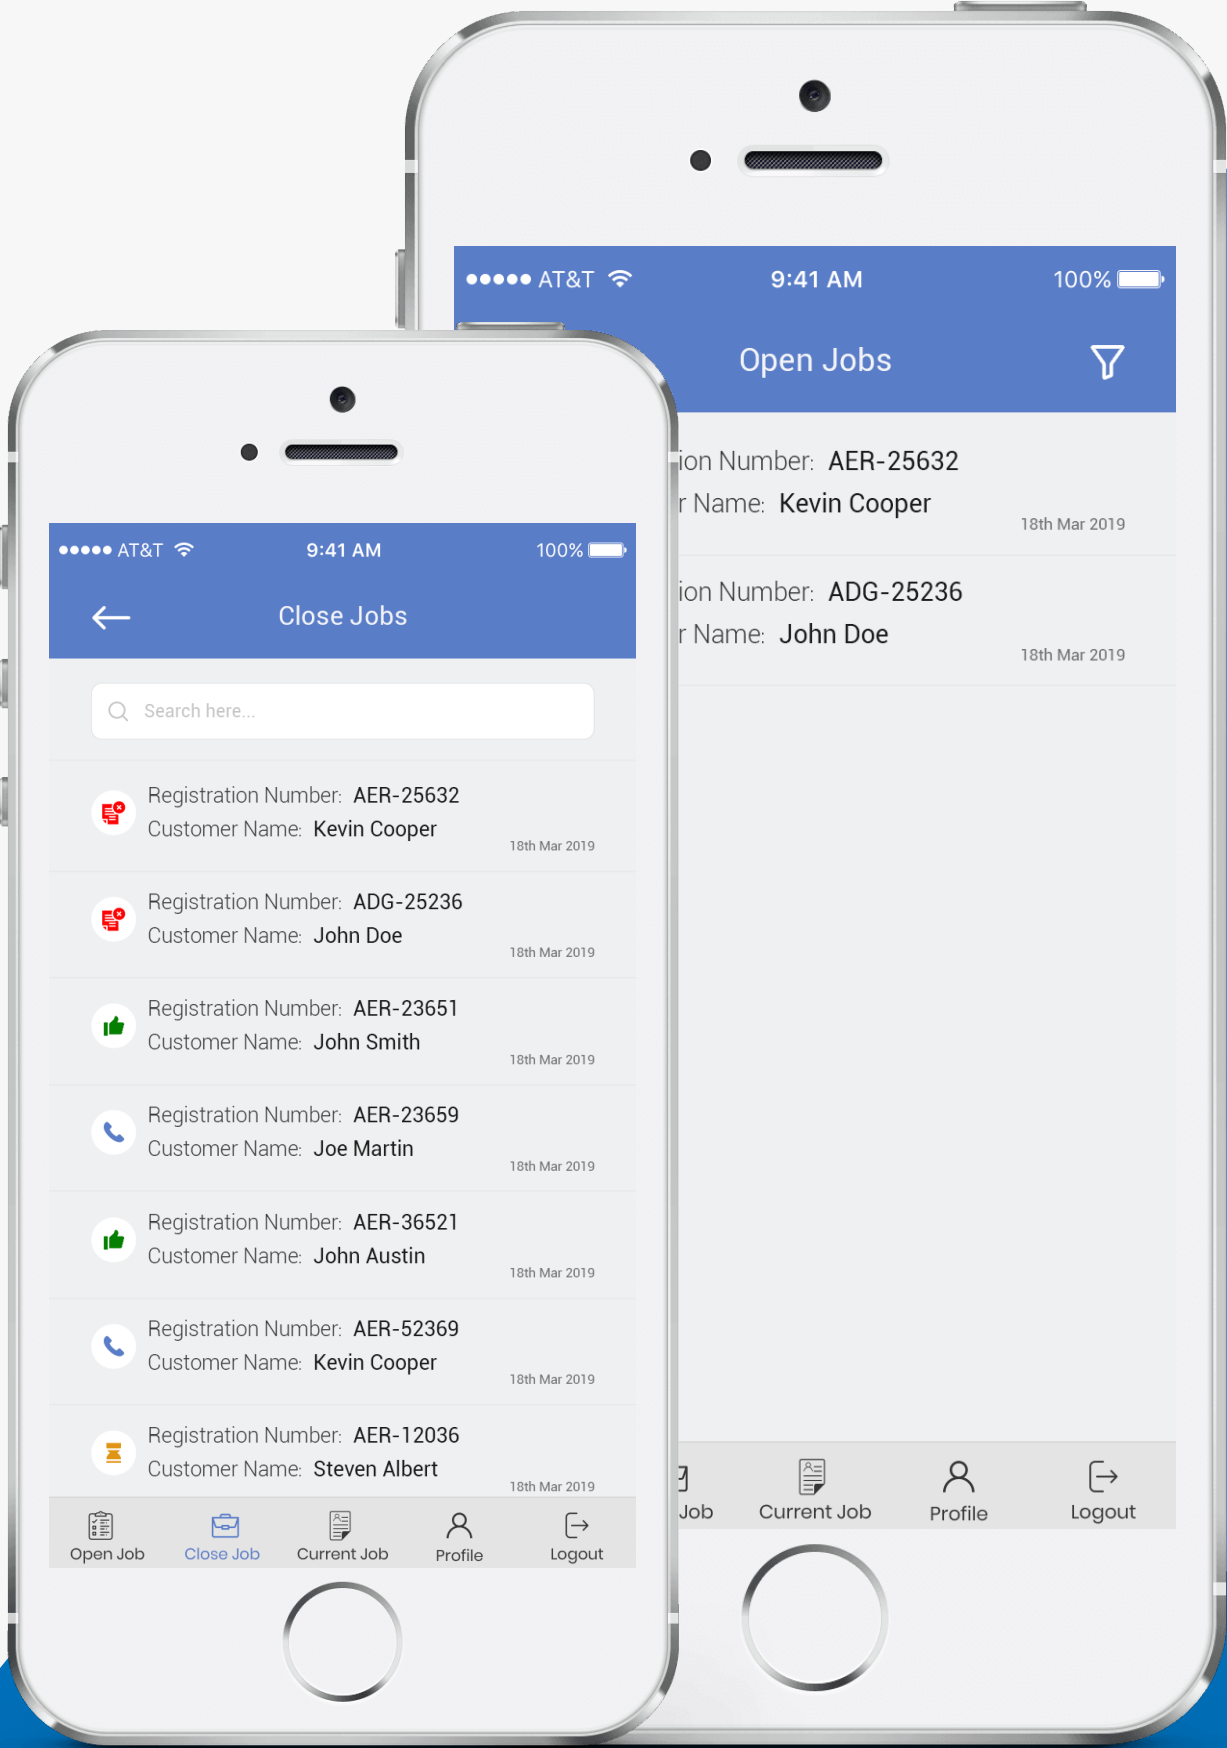 AT&T 9:41 AM 100%
Open Jobs
ion Number: AER-25632
r Name: Kevin Cooper
18th Mar 2019
ion Number: ADG-25236
r Name: John Doe
18th Mar 2019
Job Current Job Profile Logout
AT&T 9:41 AM 100%
Close Jobs
Search here...
Registration Number: AER-25632
Customer Name: Kevin Cooper
18th Mar 2019
Registration Number: ADG-25236
Customer Name: John Doe
18th Mar 2019
Registration Number: AER-23651
Customer Name: John Smith
18th Mar 2019
Registration Number: AER-23659
Customer Name: Joe Martin
18th Mar 2019
Registration Number: AER-36521
Customer Name: John Austin
18th Mar 2019
Registration Number: AER-52369
Customer Name: Kevin Cooper
18th Mar 2019
Registration Number: AER-12036
Customer Name: Steven Albert
18th Mar 2019
Open Job Close Job Current Job Profile Logout